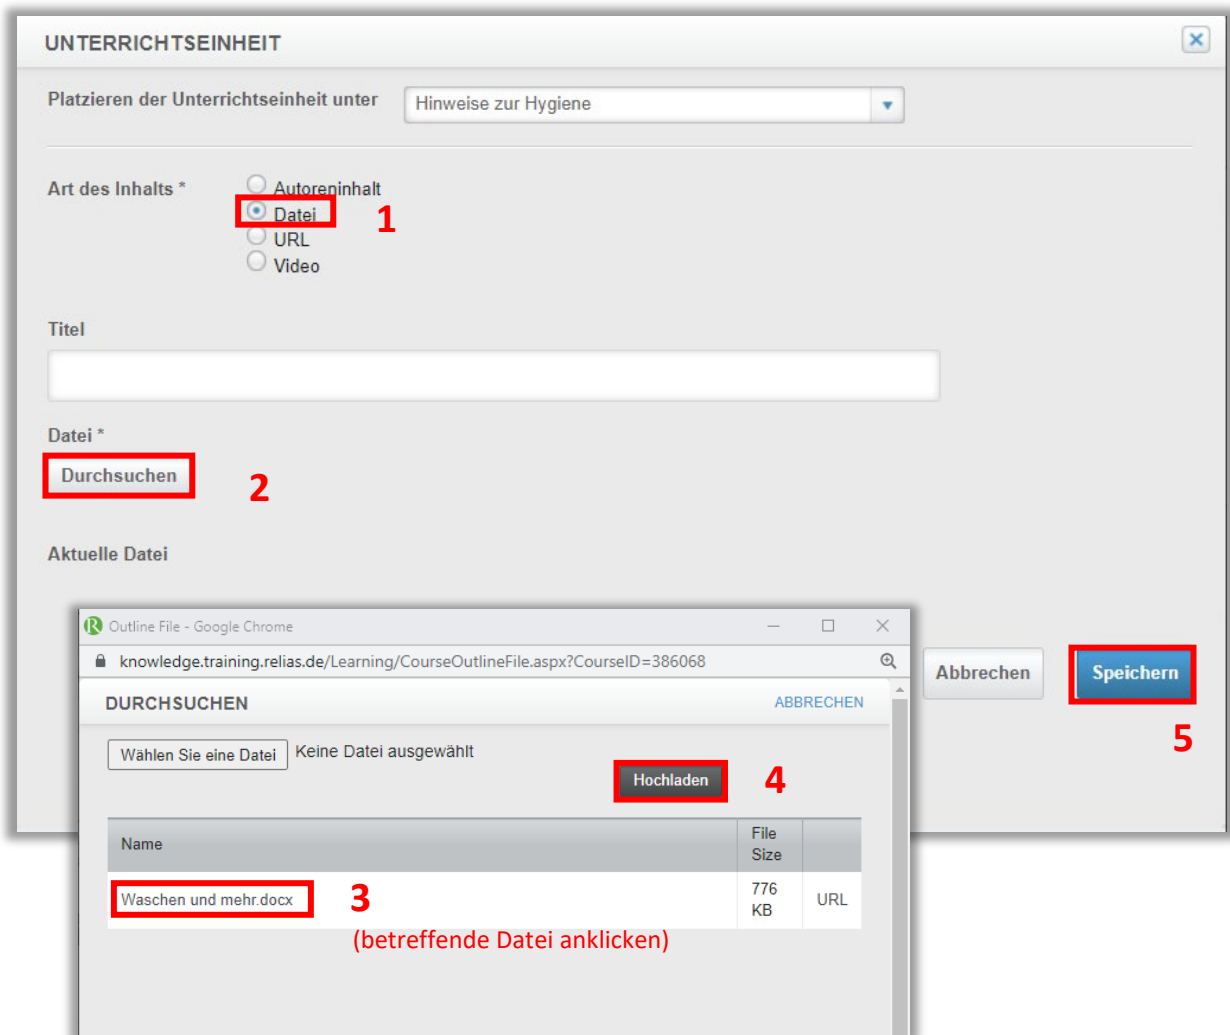 UNTERRICHTSEINHEIT
Platzieren der Unterrichtseinheit unter
Hinweise zur Hygiene
Art des Inhalts *
Autoreninhalt
Datei
1
URL
Video
Titel
Datei *
Durchsuchen
2
Aktuelle Datei
Outline File - Google Chrome
knowledge.training.relias.de/Learning/CourseOutlineFile.aspx?CourseID=386068
Abbrechen
Speichern
5
DURCHSUCHEN
ABBRECHEN
Wählen Sie eine Datei
Keine Datei ausgewählt
Hochladen
4
Name
File
Size
Waschen und mehr.docx
3
776
KB
URL
(betreffende Datei anklicken)